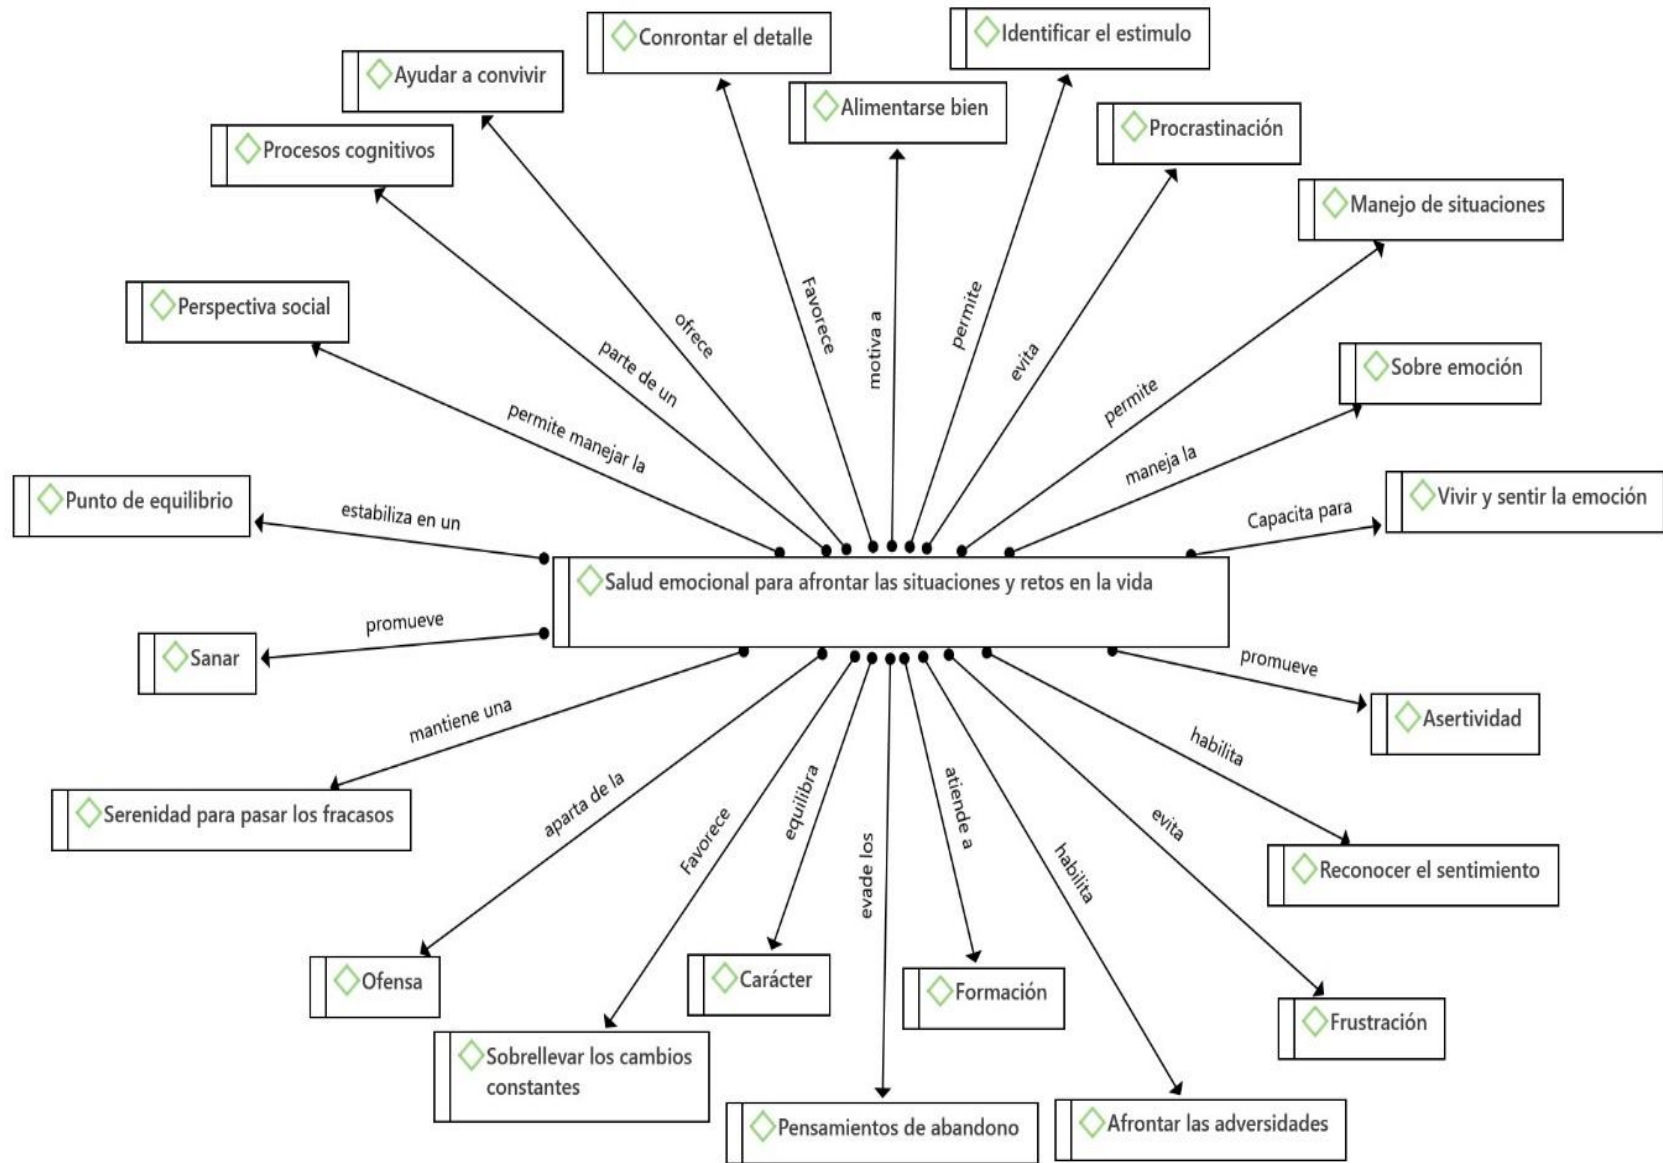 Conrontar el detalle
Identificar el estimulo
Ayudar a convivir
Alimentarse bien
Procrastinación
Procesos cognitivos
Manejo de situaciones
Perspectiva social
Sobre emoción
Favorece
motiva a
permite
ofrece
evita
parte de un
permite
permite manejar la
maneja la
Punto de equilibrio
estabiliza en un
Capacita para
Vivir y sentir la emoción
Salud emocional para afrontar las situaciones y retos en la vida
promueve
Sanar
promueve
Asertividad
mantiene una
habilita
Serenidad para pasar los fracasos
aparta de la
Favorece
equilibra
evade los
atiende a
habilita
evita
Reconocer el sentimiento
Ofensa
Carácter
Formación
Frustración
Sobrellevar los cambios
constantes
Pensamientos de abandono
Afrontar las adversidades